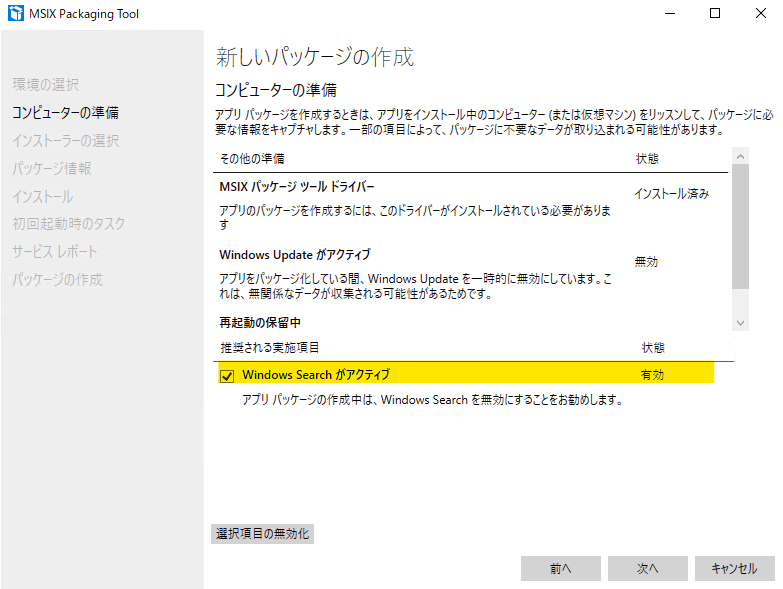 MSIX Packaging Tool
新しいパッケージの作成
環境の選択
コンピューターの準備
インストーラーの選択
パッケージ情報
インストール
初回起動時のタスク
サービス レポート
パッケージの作成
コンピューターの準備
アプリ パッケージを作成するときは、アプリをインストール中のコンピューター (または仮想マシン) をリッスンして、パッケージに必
要な情報をキャプチャします。一部の項目によって、パッケージに不要なデータが取り込まれる可能性があります。
その他の準備 状態
MSIX パッケージ ツール ドライバー
インストール済み
アプリのパッケージを作成するには、このドライバーがインストールされている必要がありま
す
Windows Update がアクティブ
無効
アプリをパッケージ化している間、Windows Update を一時的に無効にしています。こ
れは、無関係なデータが収集される可能性があるためです。
再起動の保留中
推奨される実施項目 状態
Windows Search がアクティブ 有効
アプリ パッケージの作成中は、Windows Search を無効にすることをお勧めします。
選択項目の無効化
前へ 次へ キャンセル